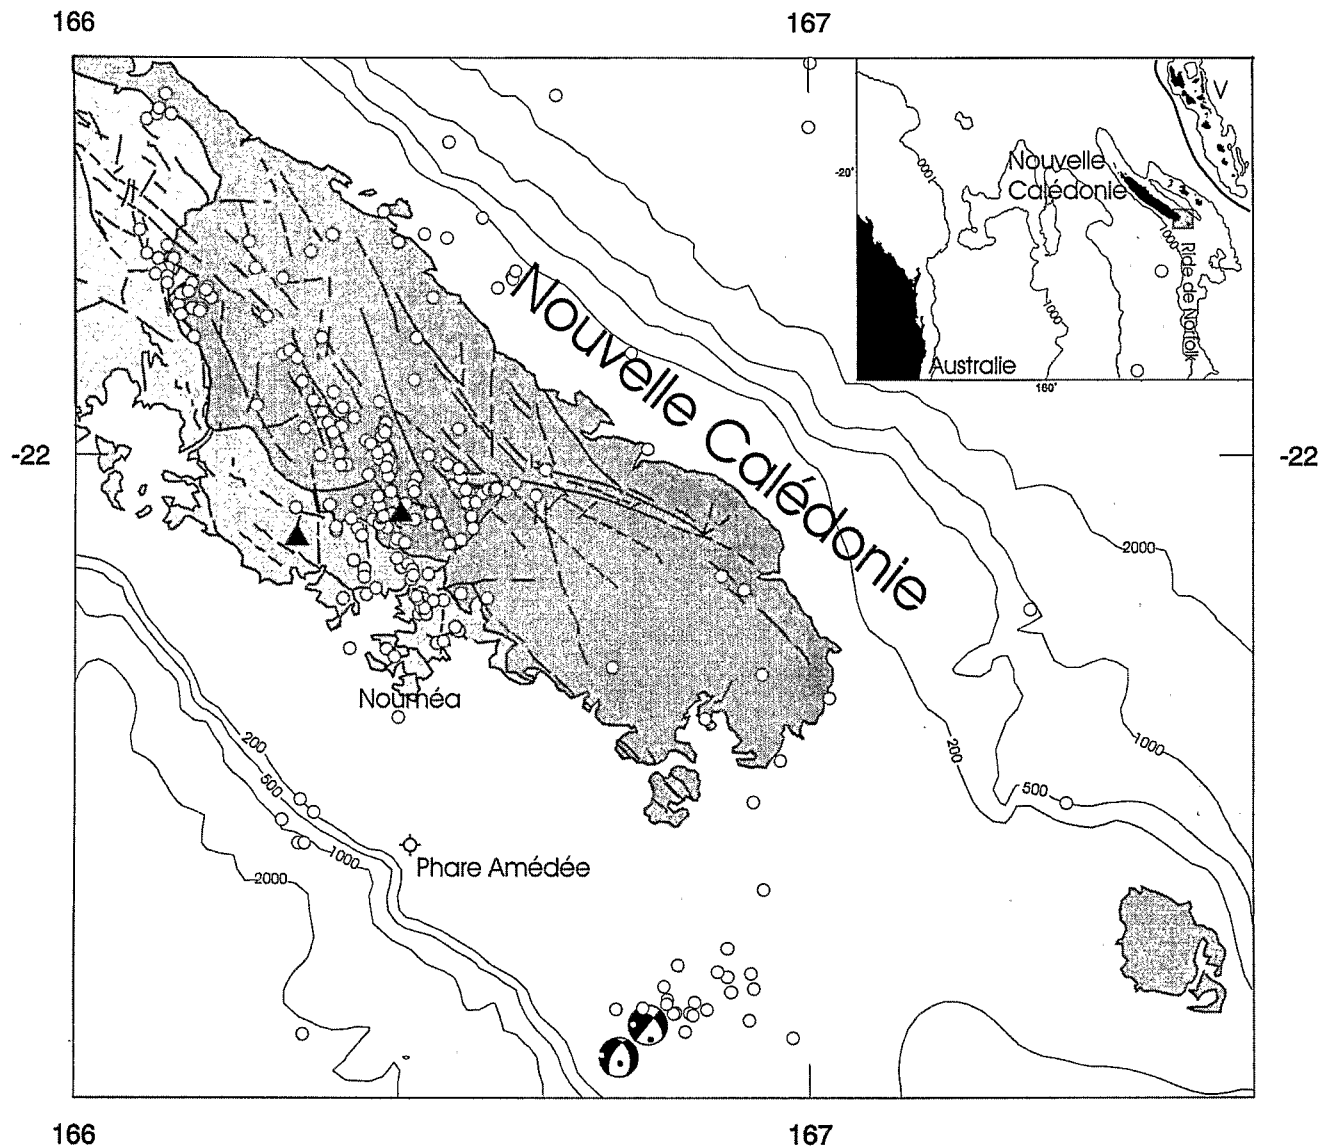 166
167
V
-20°
1000
Nouvelle
Calédonie
1000
1000
Ride de Norfolk
Australie
160°
Nouvelle Calédonie
-22
-22
2000
Nouméa
200
500
1000
2000
200
1000
500
Phare Amédée
166
167